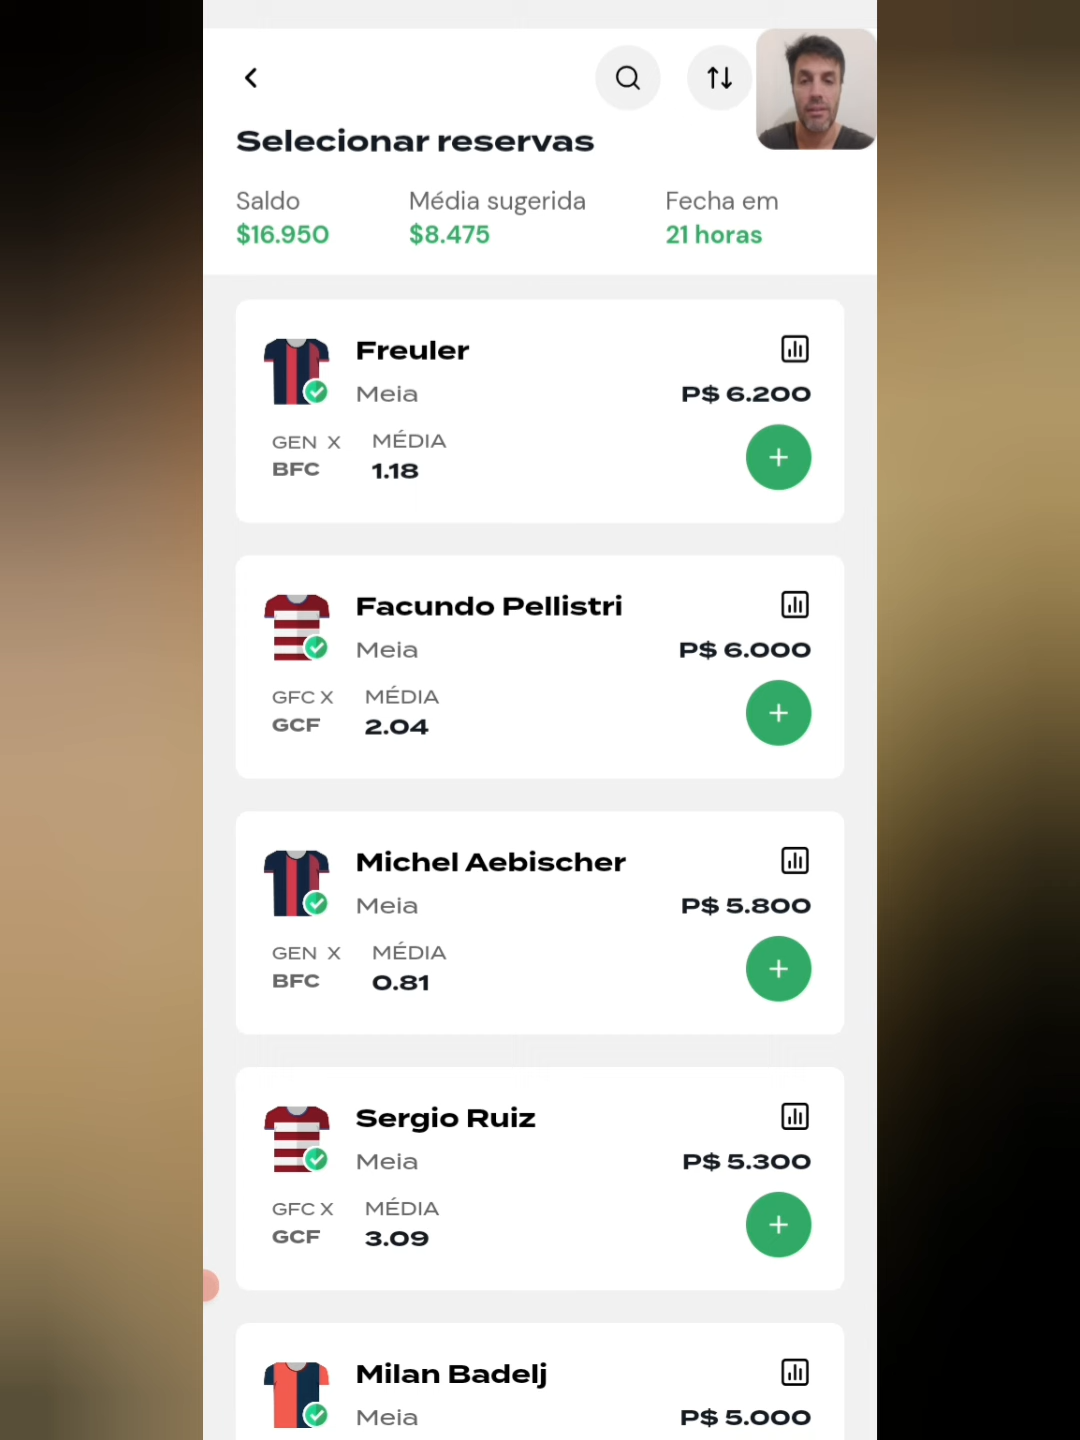 Selecionar reservas
Saldo
Média sugerida
Fecha em
$16.950
$8.475
21 horas
Freuler
Meia
P$ 6.200
GEN X
MÉDIA
BFC
1.18
Facundo Pellistri
Meia
P$ 6.000
GFC X
MÉDIA
GCF
2.04
Michel Aebischer
Meia
P$ 5.800
GEN X
MÉDIA
BFC
0.81
Sergio Ruiz
Meia
P$ 5.300
GFC X
MÉDIA
GCF
3.09
Milan Badelj
Meia
P$ 5.000